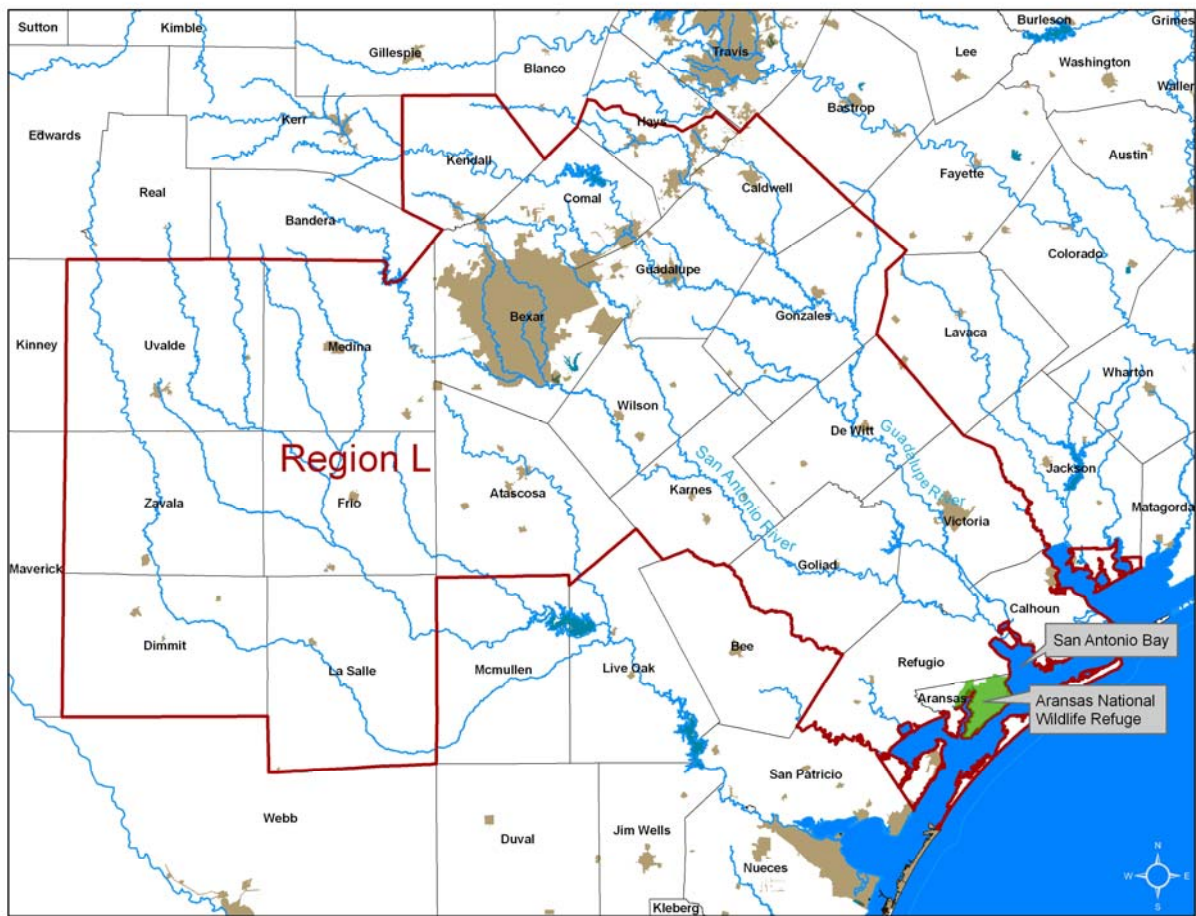 Sutton
Kimble
Gillespie
Blanco
Travis
Lee
Burleson
Grimes
Washington
Waller
Edwards
Kerr
Kendall
Hays
Bastrop
Austin
Real
Bandera
Comal
Caldwell
Fayette
Colorado
Kinney
Uvalde
Medina
Bexar
Guadalupe
Gonzales
Lavaca
Wharton
Region L
Wilson
De Witt
Guadalupe River
San Antonio River
Jackson
Matagorda
Zavala
Frio
Atascosa
Karnes
Victoria
Maverick
Goliad
Calhoun
Dimmit
La Salle
Mcmullen
Live Oak
Bee
Refugio
San Antonio Bay
Aransas
Aransas National
Wildlife Refuge
San Patricio
Webb
Duval
Jim Wells
Nueces
Kleberg
N
W
E
S